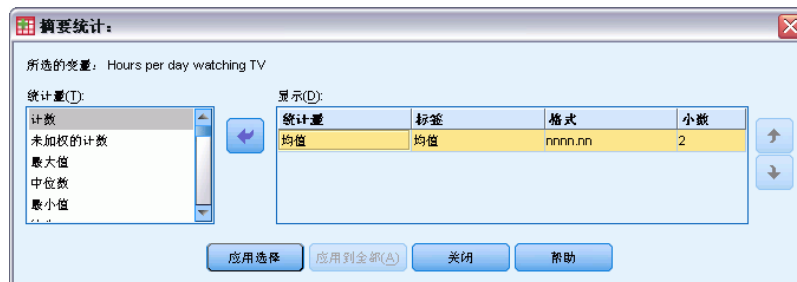 摘要统计：
所选的变量： Hours per day watching TV
统计量(T):
显示(D):
计数
未加权的计数
最大值
中位数
最小值
统计量 标签 格式 小数
均值 均值 nnnn.nn 2
应用选择 应用到全部(A) 关闭 帮助